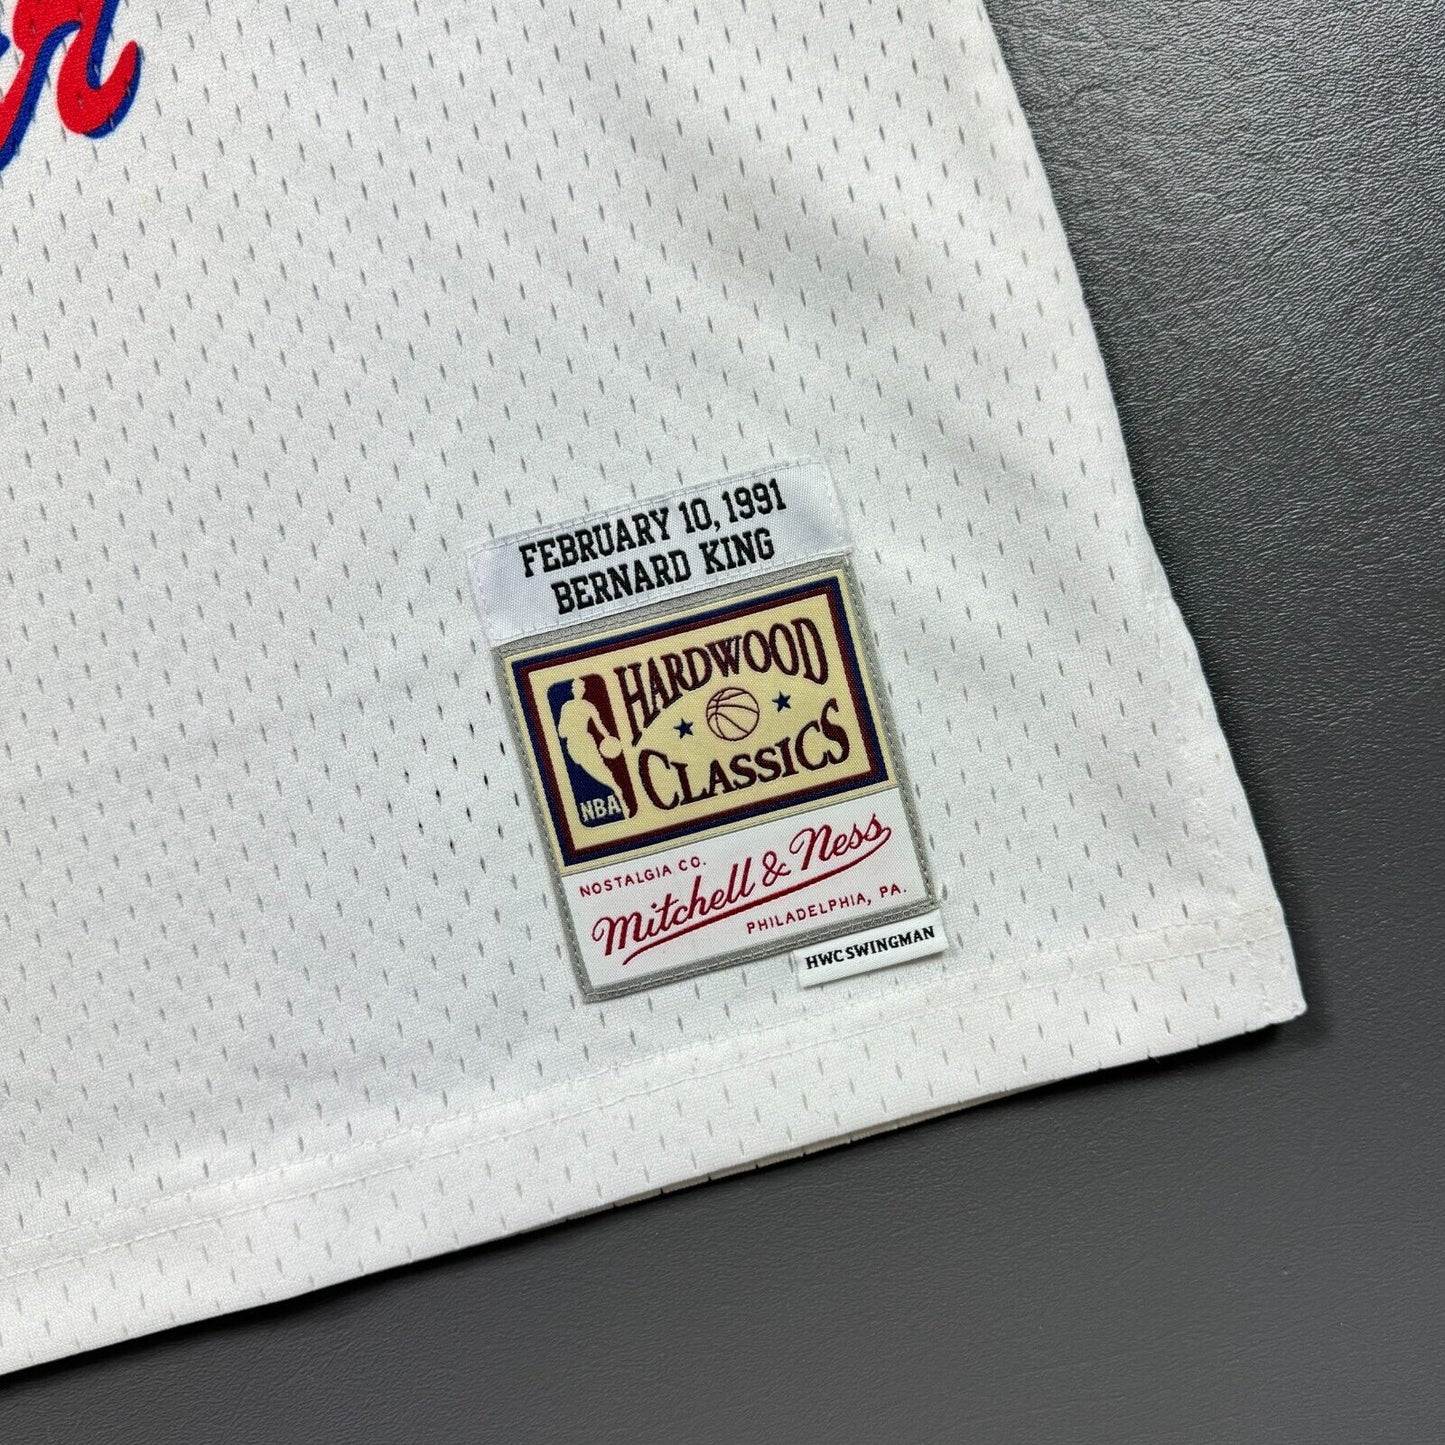 FEBRUARY 10, 1991
BERNARD KING
HARDWOOD
CLASSICS
NBA
NOSTALGIA CO.
Mitchell & Ness
PHILADELPHIA, PA.
HWC SWINGMAN